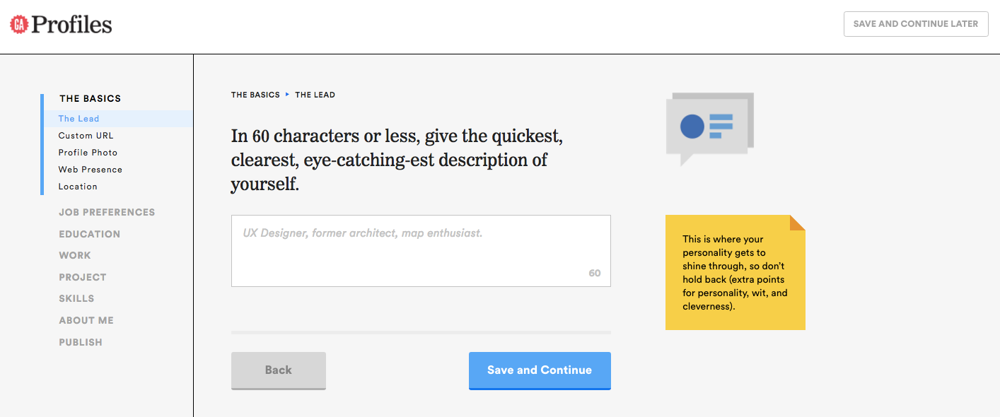 GA Profiles
SAVE AND CONTINUE LATER
THE BASICS
The Lead
Custom URL
Profile Photo
Web Presence
Location
JOB PREFERENCES
EDUCATION
WORK
PROJECT
SKILLS
ABOUT ME
PUBLISH
THE BASICS ▸ THE LEAD
In 60 characters or less, give the quickest,
clearest, eye-catching-est description of
yourself.
UX Designer, former architect, map enthusiast.
60
Back
Save and Continue
This is where your
personality gets to
shine through, so don’t
hold back (extra points
for personality, wit, and
cleverness).